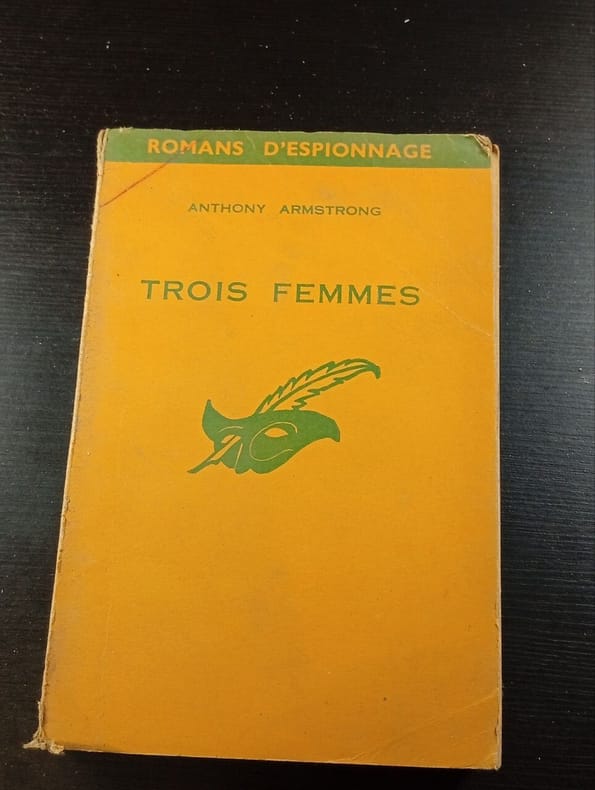 ROMANS D'ESPIONNAGE
ANTHONY ARMSTRONG
TROIS FEMMES